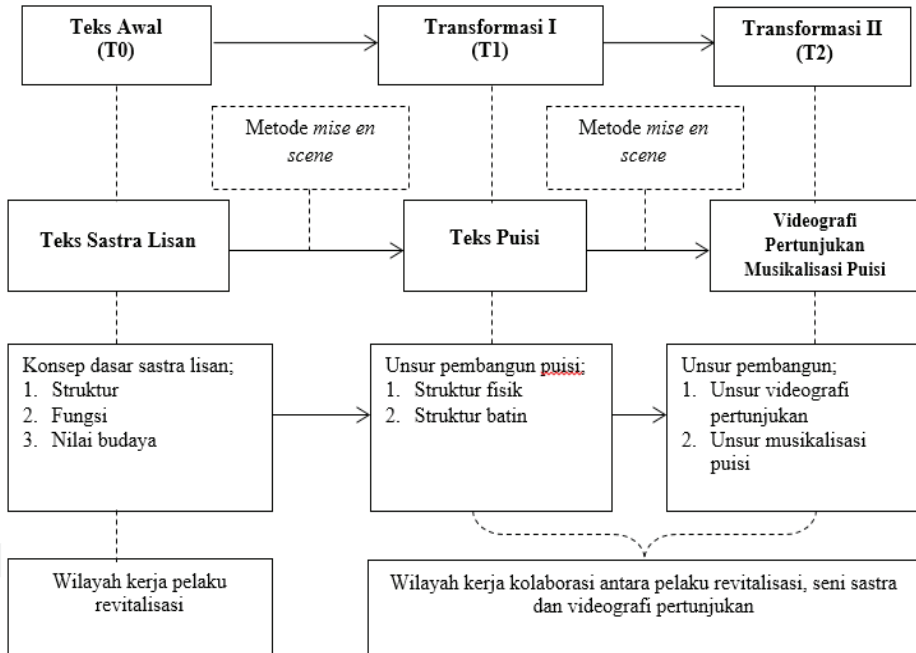 Teks Awal
(T0)
Transformasi I
(T1)
Transformasi II
(T2)
Metode mise en
scene
Metode mise en
scene
Teks Sastra Lisan
Teks Puisi
Videografi
Pertunjukan
Musikalisasi Puisi
Konsep dasar sastra lisan;
1. Struktur
2. Fungsi
3. Nilai budaya
Unsur pembangun puisi;
1. Struktur fisik
2. Struktur batin
Unsur pembangun;
1. Unsur videografi
pertunjukan
2. Unsur musikalisasi
puisi
Wilayah kerja pelaku
revitalisasi
Wilayah kerja kolaborasi antara pelaku revitalisasi, seni sastra
dan videografi pertunjukan